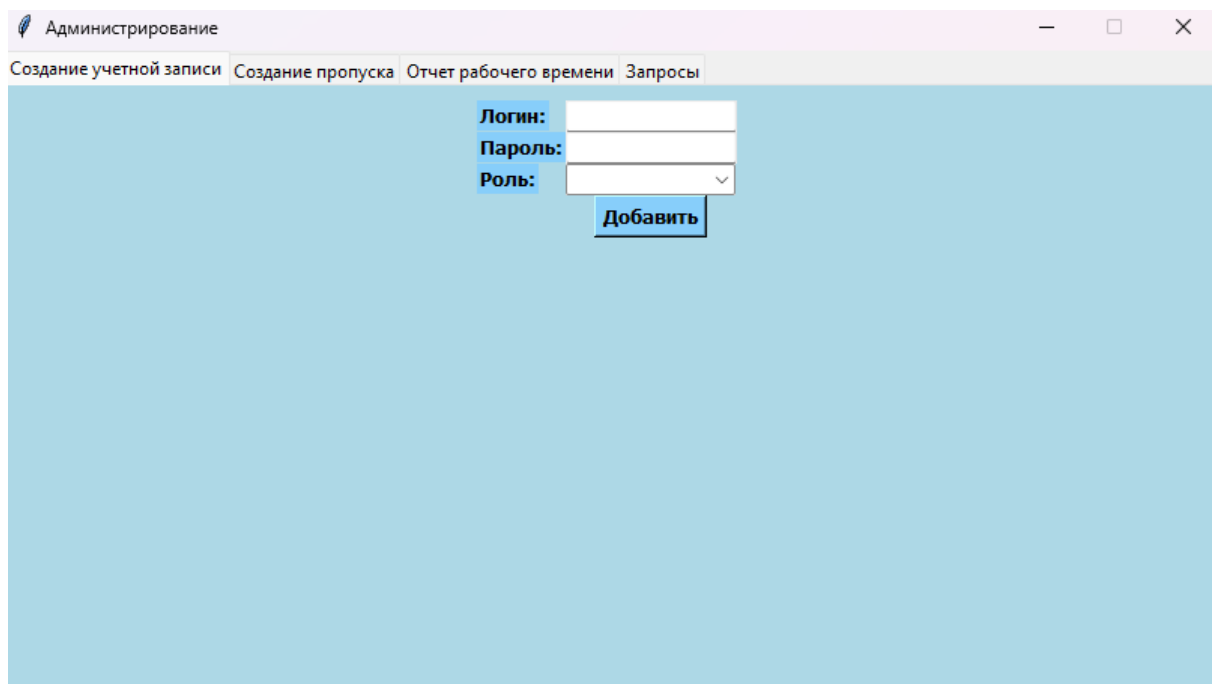 Администрирование
Создание учетной записи Создание пропуска Отчет рабочего времени Запросы
Логин:
Пароль:
Роль:
Добавить